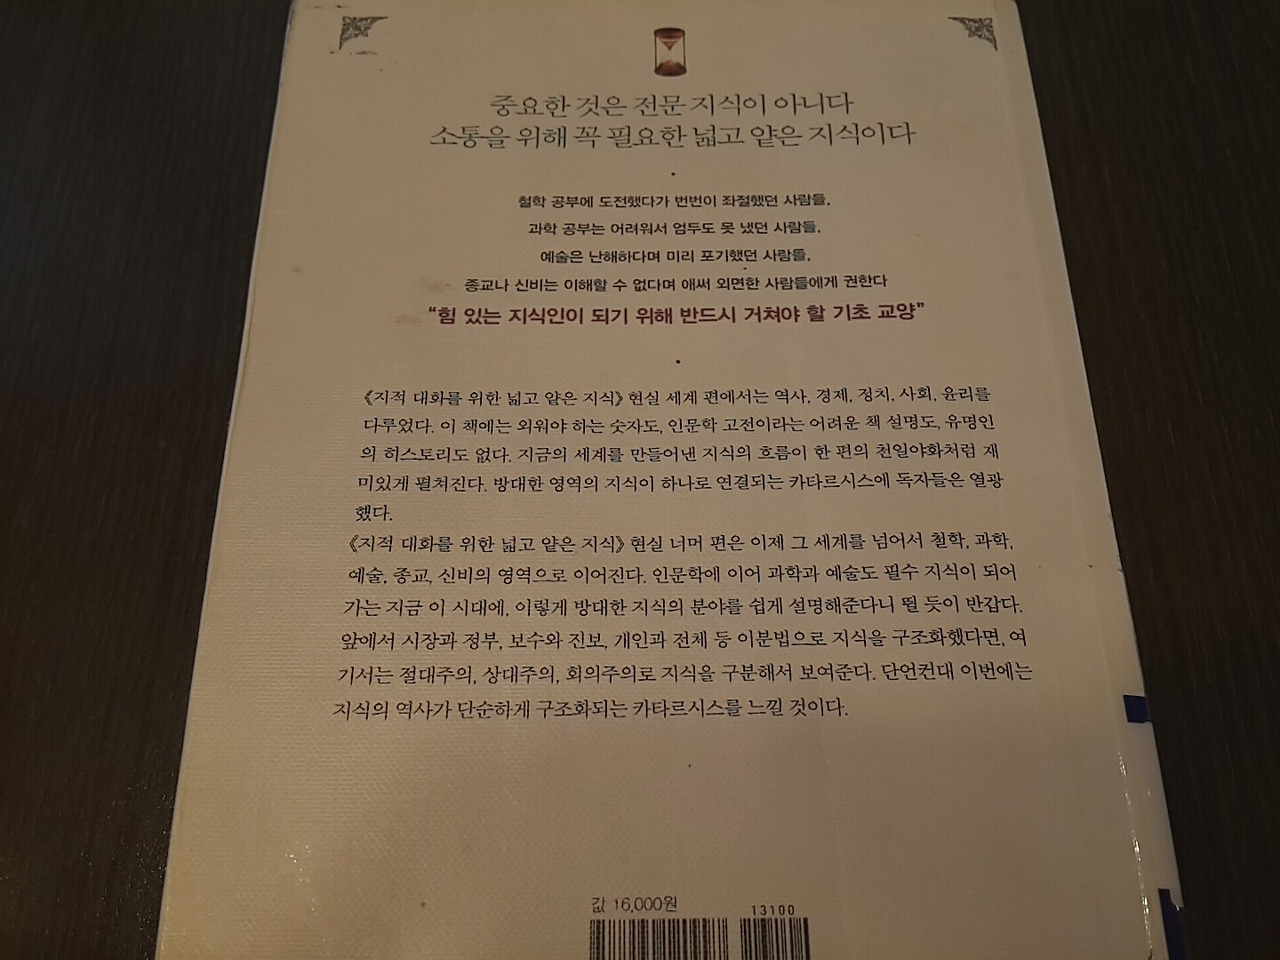 중요한 것은 전문 지식이 아니다
소통을 위해 꼭 필요한 넓고 얕은 지식이다
철학 공부에 도전했다가 번번이 좌절했던 사람들,
과학 공부는 어려워서 엄두도 못 냈던 사람들,
예술은 난해하다며 미리 포기했던 사람들,
종교나 신비는 이해할 수 없다며 애써 외면한 사람들에게 권한다
“힘 있는 지식인이 되기 위해 반드시 거쳐야 할 기초 교양”
《지적 대화를 위한 넓고 얕은 지식》 현실 세계 편에서는 역사, 경제, 정치, 사회, 윤리를
다루었다. 이 책에는 외워야 하는 숫자도, 인문학 고전이라는 어려운 책 설명도, 유명인
의 히스토리도 없다. 지금의 세계를 만들어낸 지식의 흐름이 한 편의 천일야화처럼 재
미있게 펼쳐진다. 방대한 영역의 지식이 하나로 연결되는 카타르시스에 독자들은 열광
했다.
《지적 대화를 위한 넓고 얕은 지식》 현실 너머 편은 이제 그 세계를 넘어서 철학, 과학,
예술, 종교, 신비의 영역으로 이어진다. 인문학에 이어 과학과 예술도 필수 지식이 되어
가는 지금 이 시대에, 이렇게 방대한 지식의 분야를 쉽게 설명해준다니 뛸 듯이 반갑다.
앞에서 시장과 정부, 보수와 진보, 개인과 전체 등 이분법으로 지식을 구조화했다면, 여
기서는 절대주의, 상대주의, 회의주의로 지식을 구분해서 보여준다. 단언컨대 이번에는
지식의 역사가 단순하게 구조화되는 카타르시스를 느낄 것이다.
값 16,000원
13100